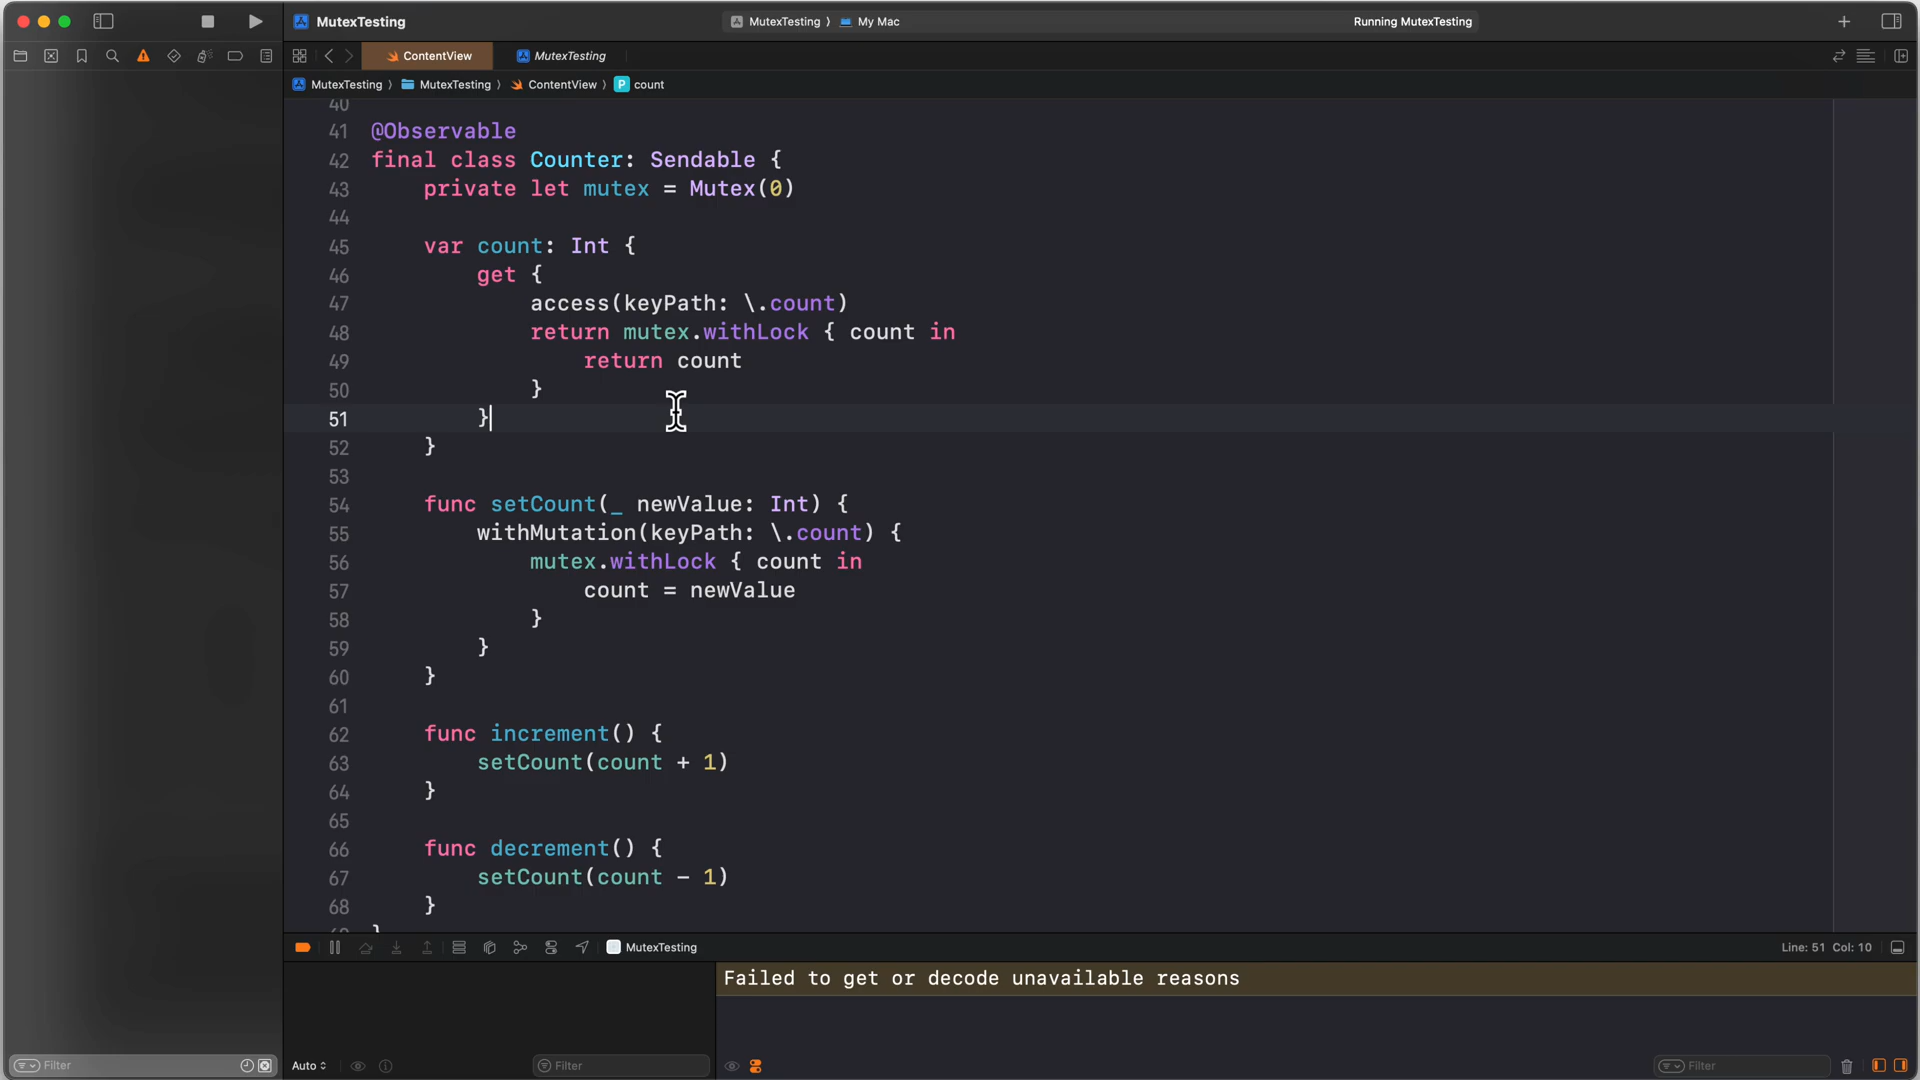 MutexTesting
MutexTesting 〉 My Mac
Running MutexTesting
ContentView
MutexTesting
MutexTesting 〉 MutexTesting 〉 ContentView 〉 P count
40
41 @Observable
42 final class Counter: Sendable {
43     private let mutex = Mutex(0)
44
45     var count: Int {
46         get {
47             access(keyPath: \.count)
48             return mutex.withLock { count in
49                 return count
50             }
51         }
52     }
53
54     func setCount(_ newValue: Int) {
55         withMutation(keyPath: \.count) {
56             mutex.withLock { count in
57                 count = newValue
58             }
59         }
60     }
61
62     func increment() {
63         setCount(count + 1)
64     }
65
66     func decrement() {
67         setCount(count - 1)
68     }
MutexTesting
Line: 51 Col: 10
Failed to get or decode unavailable reasons
Filter
Auto
Filter
Filter